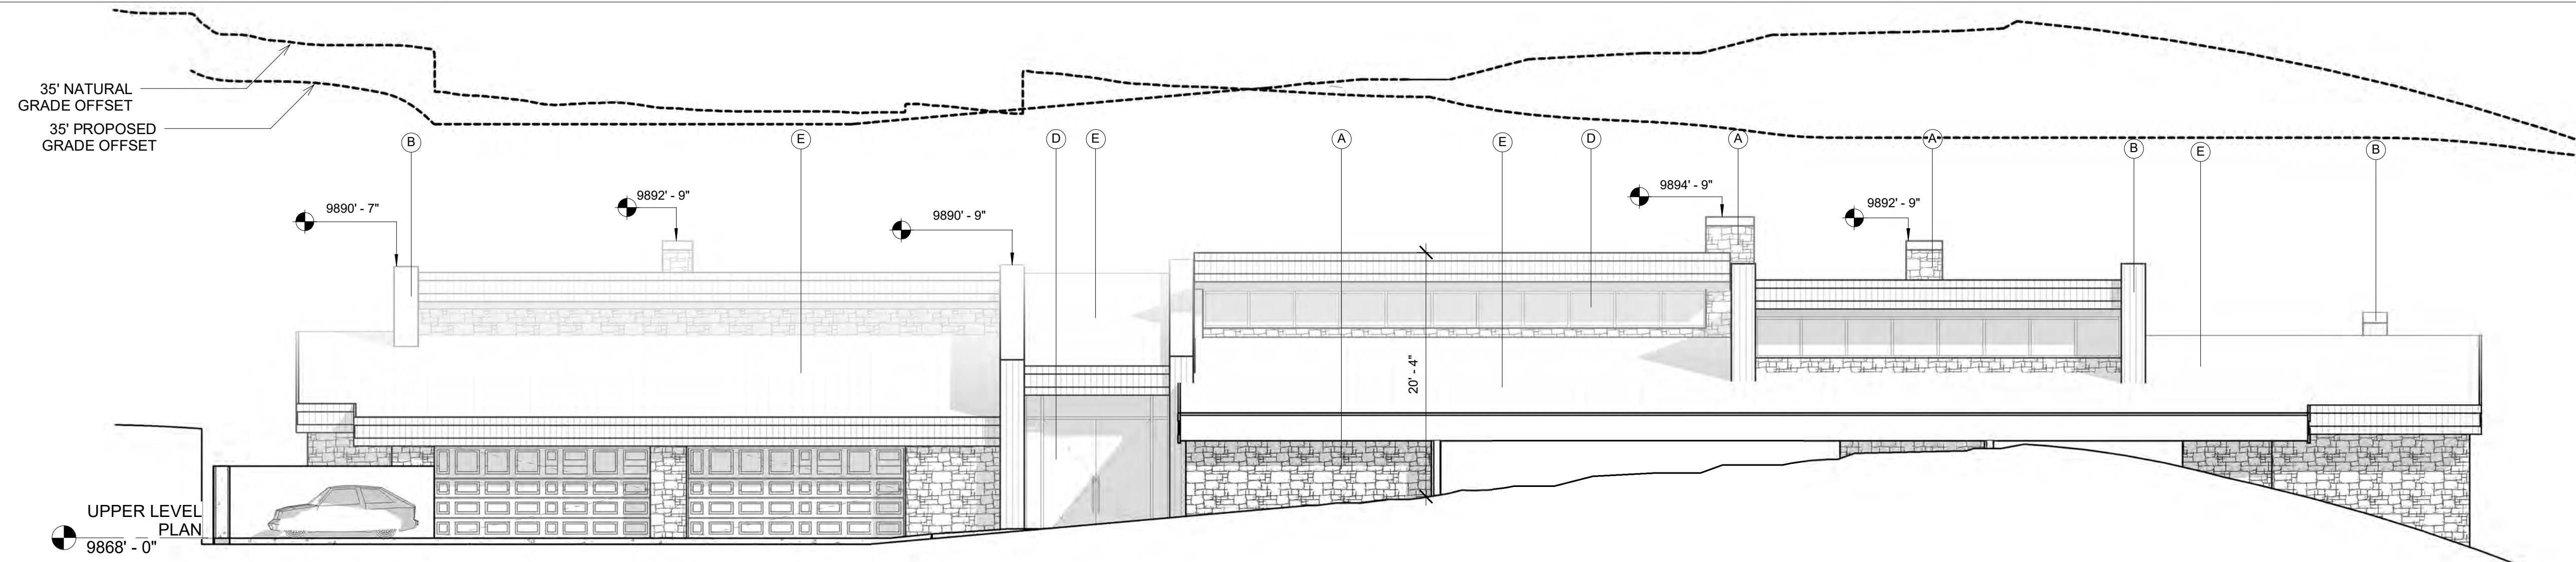 35' NATURAL
GRADE OFFSET
35' PROPOSED
GRADE OFFSET
B
E
D
E
A
E
D
A
A
B
E
B
9890' - 7"
9892' - 9"
9890' - 9"
9894' - 9"
9892' - 9"
20' - 4"
UPPER LEVEL
PLAN
9868' - 0"